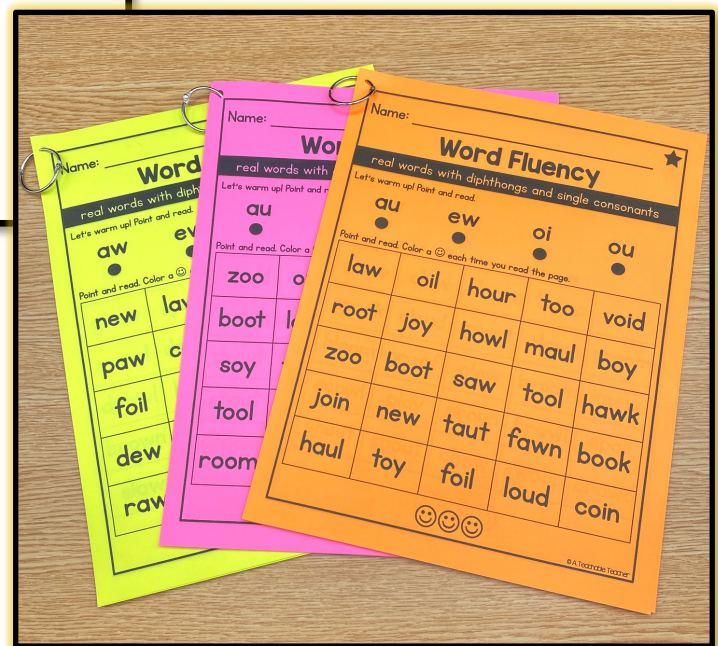 Name:
Word
real words with
Let's warm up! Point and read.
aw
Point and read. Color a
new
paw
foil
dew
raw
Name:
real words with
Let's warm up! Point and
au
Point and read. Color a
zoo
boot
soy
tool
room
Name:
Word Fluency
real words with diphthongs and single consonants
Let's warm up! Point and read.
au ew oi ou
Point and read. Color a ☺ each time you read the page.
law oil hour too void
root joy howl maul boy
zoo boot saw tool hawk
join new taut fawn book
haul toy foil loud coin
© A Teachable Teacher